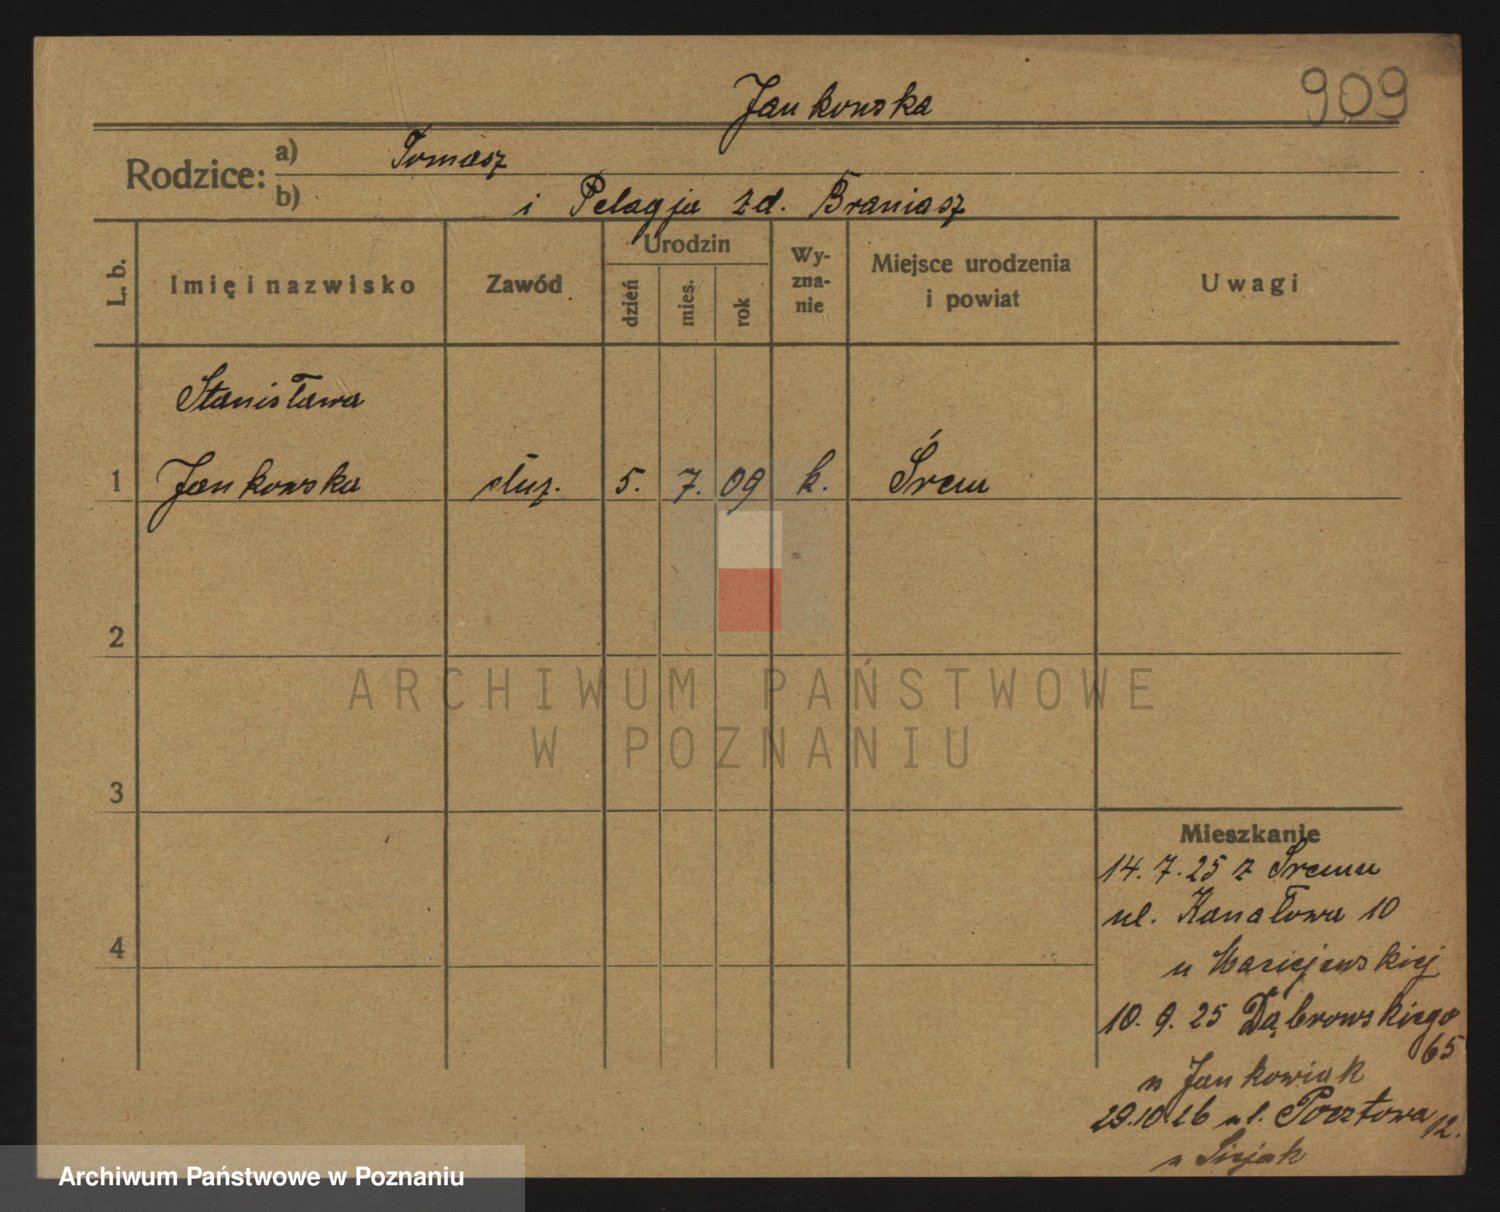 Jankowska
909
Rodzice: a) Tomasz
b) i Pelagja zd. Braniasz
L. b.
Imię i nazwisko
Zawód
Urodzin
dzień
mies.
rok
Wy-
zna-
nie
Miejsce urodzenia
i powiat
Uwagi
Stanisława
1 Jankowska służ. 5. 7. 09 k. Śrem
2
3
4
ARCHIWUM PAŃSTWOWE
W POZNANIU
Mieszkanie
14. 7. 25 z Śremu
ul. Kanałowa 10
u Maciejewskiej
10. 9. 25 Dąbrowskiego
65
u Jankowiak
29.10.26 ul. Pocztowa 12.
u
Archiwum Państwowe w Poznaniu